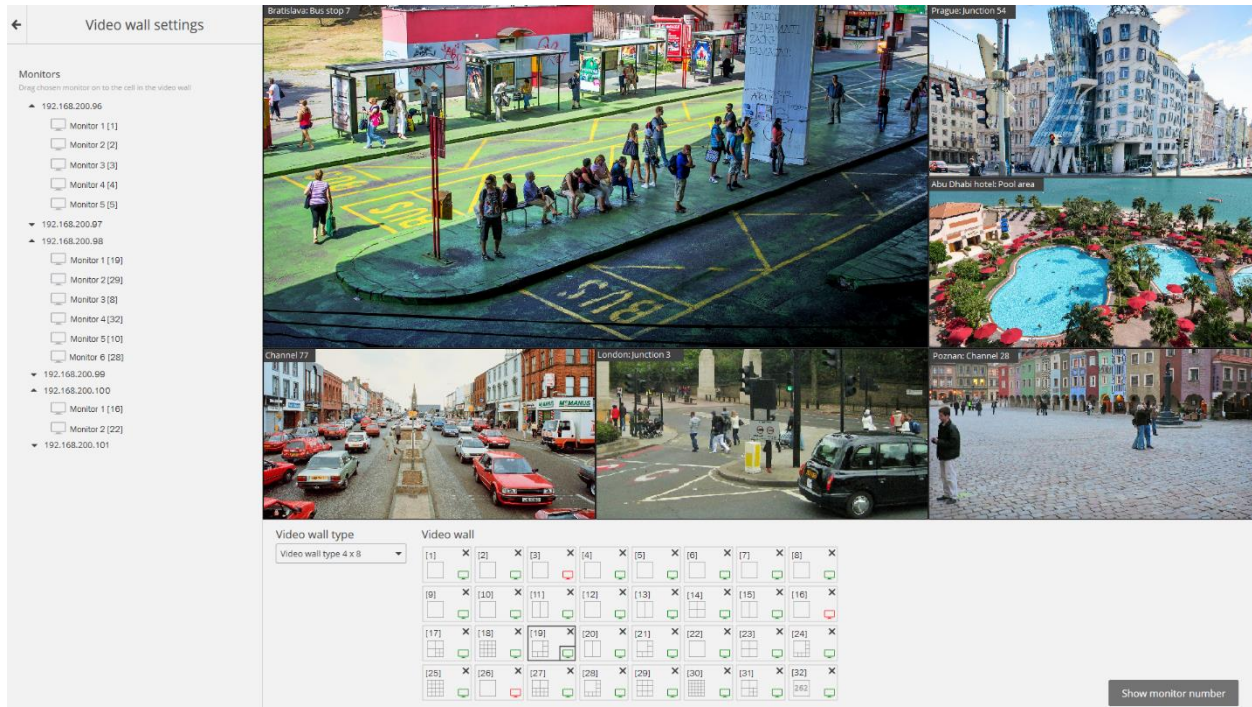 Video wall settings
Monitors
Drag chosen monitor on to the cell in the video wall
192.168.200.96
Monitor 1 [1]
Monitor 2 [2]
Monitor 3 [3]
Monitor 4 [4]
Monitor 5 [5]
192.168.200.97
192.168.200.98
Monitor 1 [19]
Monitor 2 [29]
Monitor 3 [8]
Monitor 4 [32]
Monitor 5 [10]
Monitor 6 [28]
192.168.200.99
192.168.200.100
Monitor 1 [16]
Monitor 2 [22]
192.168.200.101
Bratislava: Bus stop 7
BUS
BUS
BUS
Prague: Junction 54
Abu Dhabi hotel: Pool area
Channel 77
McMANUS
London: Junction 3
Poznan: Channel 28
Video wall type
Video wall type 4 x 8
Video wall
[1] [2] [3] [4] [5] [6] [7] [8]
[9] [10] [11] [12] [13] [14] [15] [16]
[17] [18] [19] [20] [21] [22] [23] [24]
[25] [26] [27] [28] [29] [30] [31] [32]
262
Show monitor number